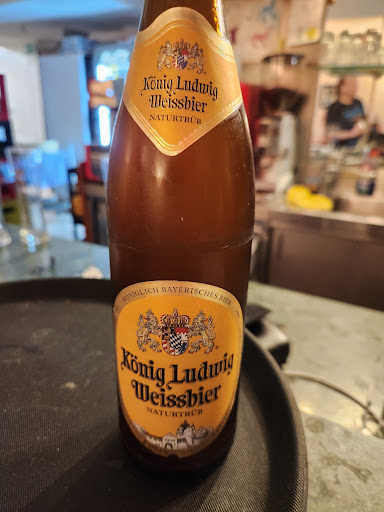 König Ludwig
Weissbier
NATURTRÜB
KÖNIGLICH BAYERISCHES BIER
König Ludwig
Weissbier
NATURTRÜB